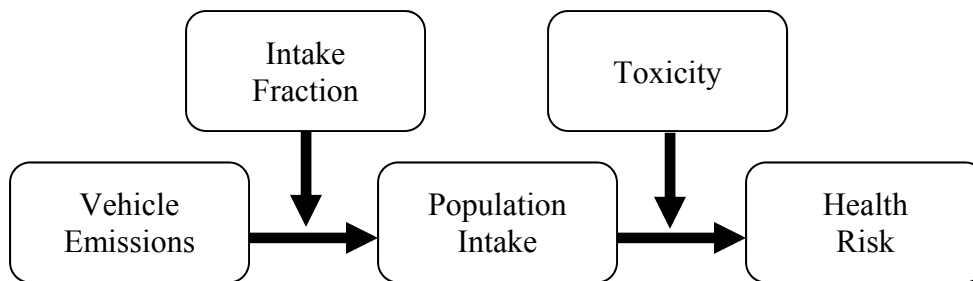 Intake
Fraction
Toxicity
Vehicle
Emissions
Population
Intake
Health
Risk